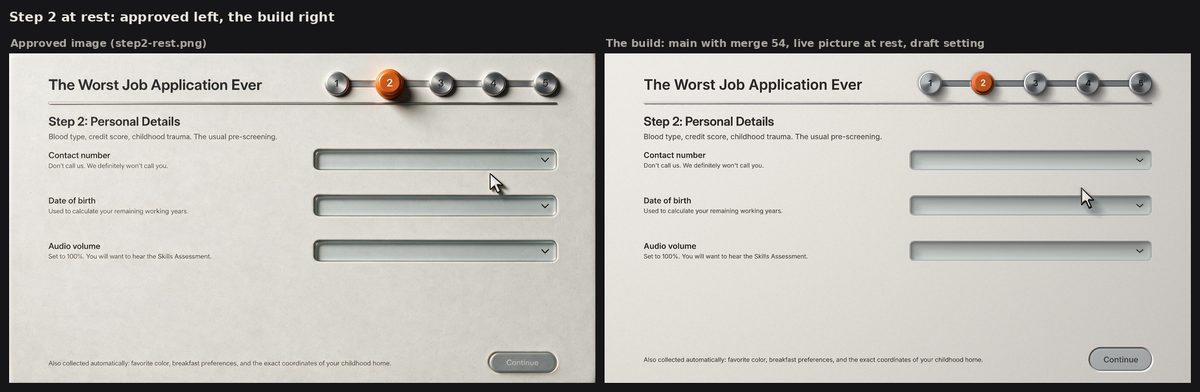 Step 2 at rest: approved left, the build right
Approved image (step2-rest.png)
The Worst Job Application Ever
1 2 3 4 5
Step 2: Personal Details
Blood type, credit score, childhood trauma. The usual pre-screening.
Contact number
Don't call us. We definitely won't call you.
Date of birth
Used to calculate your remaining working years.
Audio volume
Set to 100%. You will want to hear the Skills Assessment.
Also collected automatically: favorite color, breakfast preferences, and the exact coordinates of your childhood home.
Continue
The build: main with merge 54, live picture at rest, draft setting
The Worst Job Application Ever
1 2 3 4 5
Step 2: Personal Details
Blood type, credit score, childhood trauma. The usual pre-screening.
Contact number
Don't call us. We definitely won't call you.
Date of birth
Used to calculate your remaining working years.
Audio volume
Set to 100%. You will want to hear the Skills Assessment.
Also collected automatically: favorite color, breakfast preferences, and the exact coordinates of your childhood home.
Continue